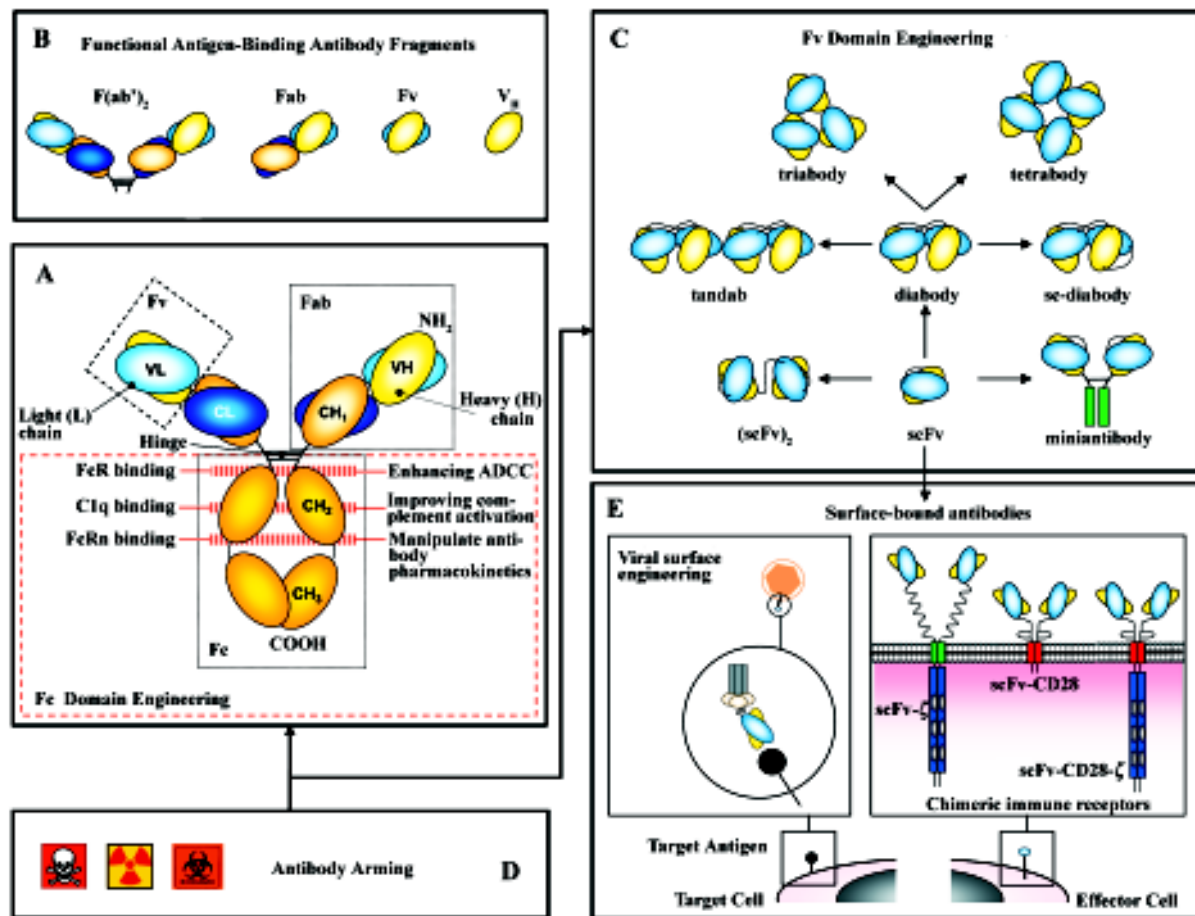 B
Functional Antigen-Binding Antibody Fragments
F(ab')₂
Fab
Fv
V_H
A
Fv
Fab
NH₂
VL
VH
CL
CH₁
Light (L)
chain
Heavy (H)
chain
Hinge
FcR binding
Enhancing ADCC
C1q binding
Improving com-
plement activation
CH₂
FcRn binding
Manipulate anti-
body
pharmacokinetics
CH₃
Fc
COOH
Fc Domain Engineering
Antibody Arming
D
C
Fv Domain Engineering
triabody
tetrabody
tandab
diabody
sc-diabody
(scFv)₂
scFv
miniantibody
E
Surface-bound antibodies
Viral surface
engineering
scFv-CD28
scFv-ζ
scFv-CD28-ζ
Chimeric immune receptors
Target Antigen
Target Cell
Effector Cell